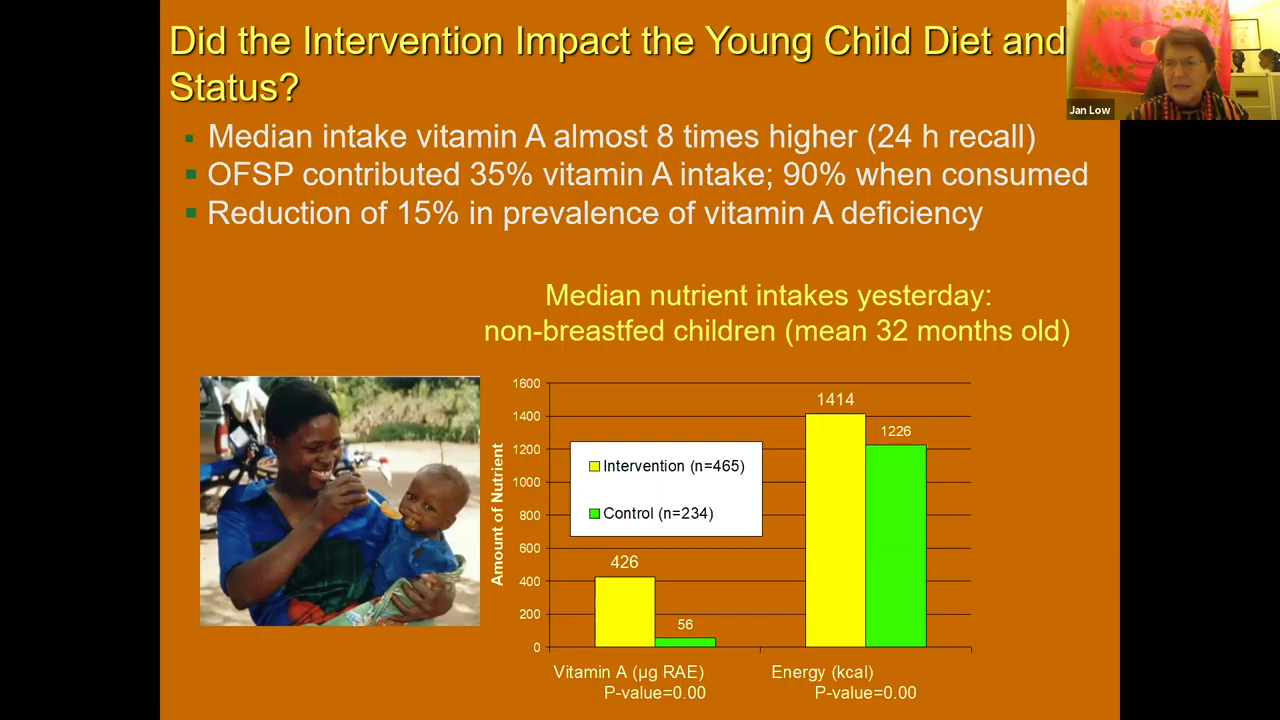 Did the Intervention Impact the Young Child Diet and
Status?
Jan Low
Median intake vitamin A almost 8 times higher (24 h recall)
OFSP contributed 35% vitamin A intake; 90% when consumed
Reduction of 15% in prevalence of vitamin A deficiency
Median nutrient intakes yesterday:
non-breastfed children (mean 32 months old)
Amount of Nutrient
1600
1400
1200
1000
800
600
400
200
0
Intervention (n=465)
Control (n=234)
426
56
1414
1226
Vitamin A (µg RAE)
P-value=0.00
Energy (kcal)
P-value=0.00